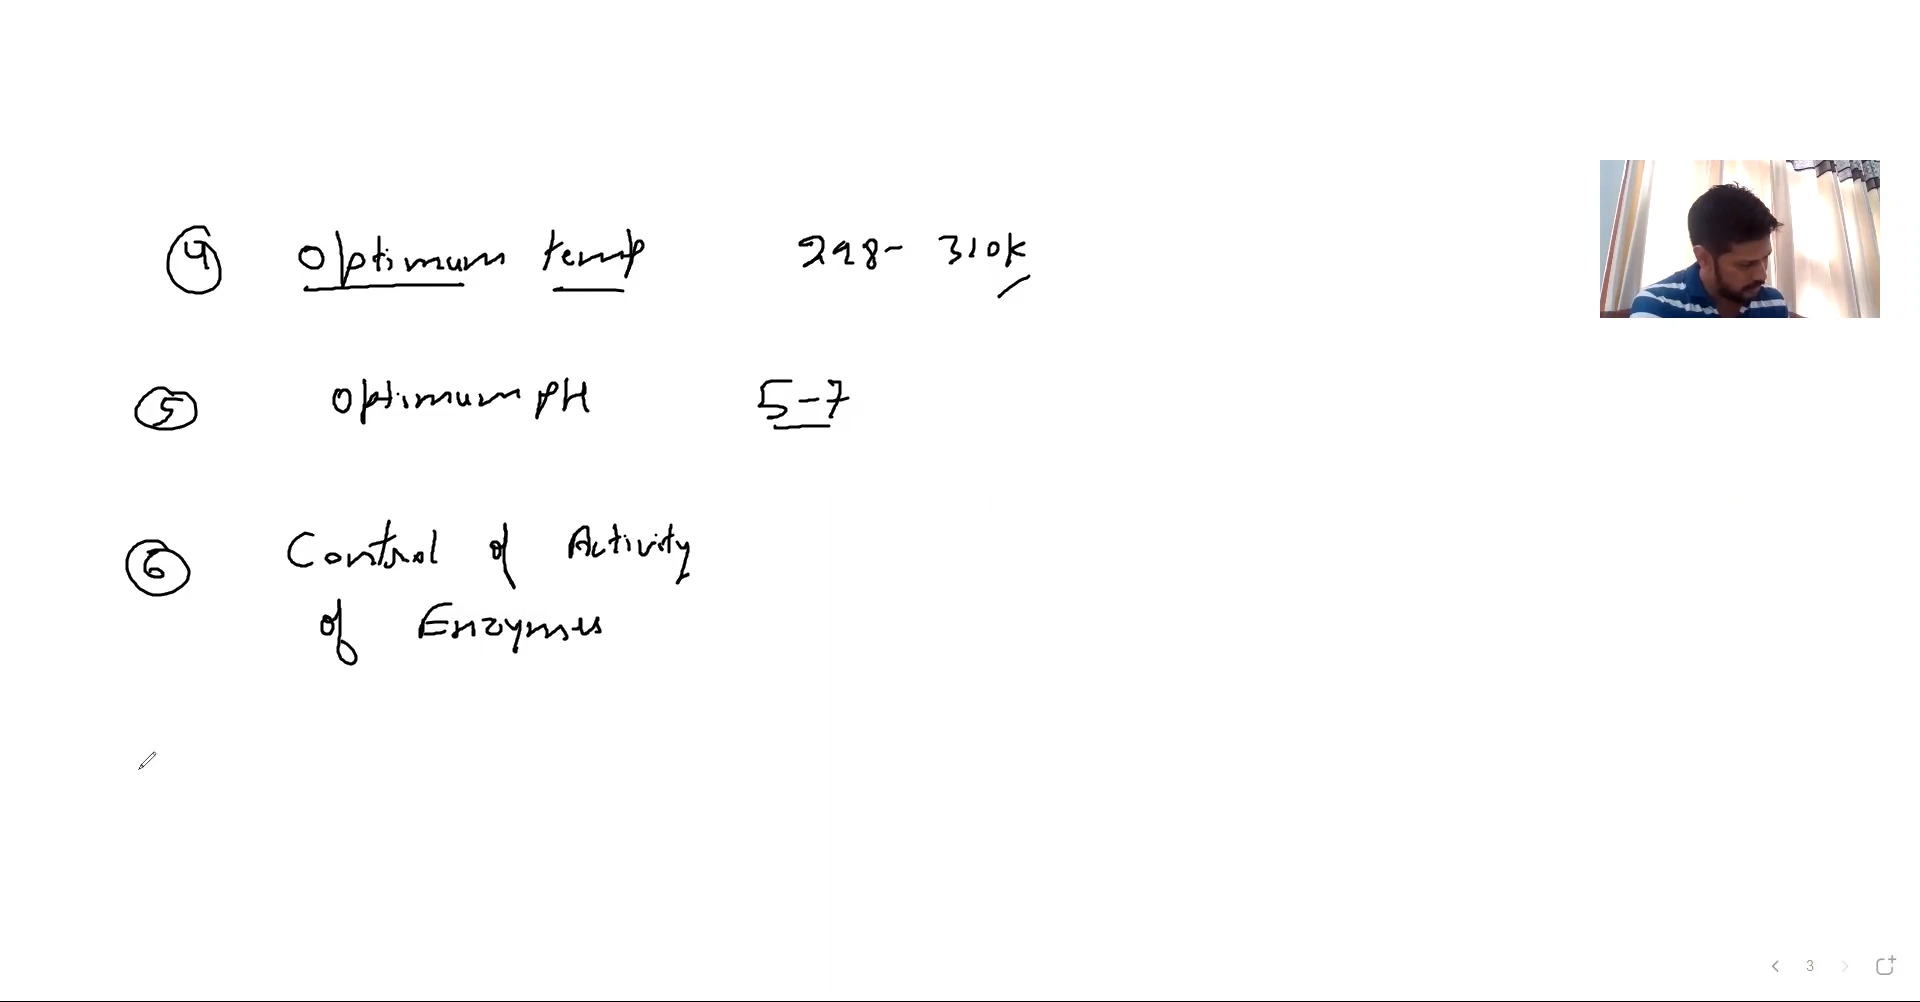 4 Optimum temp 298- 310K
5 Optimum pH 5-7
6 Control of Activity
of Enzymes
3